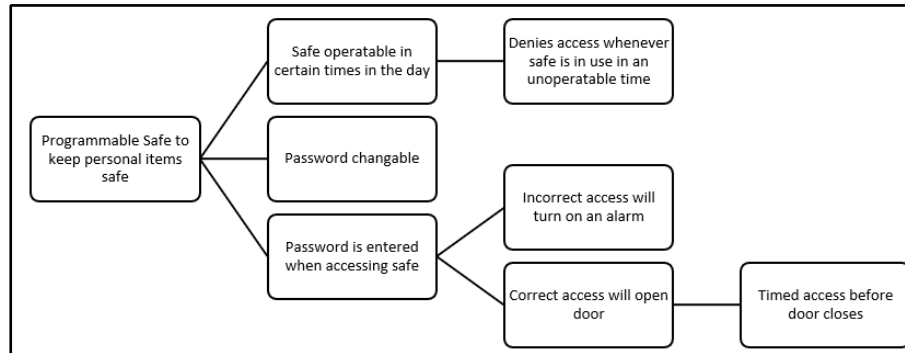 Safe operatable in
certain times in the day
Denies access whenever
safe is in use in an
unoperatable time
Programmable Safe to
keep personal items
safe
Password changable
Incorrect access will
turn on an alarm
Password is entered
when accessing safe
Correct access will open
door
Timed access before
door closes